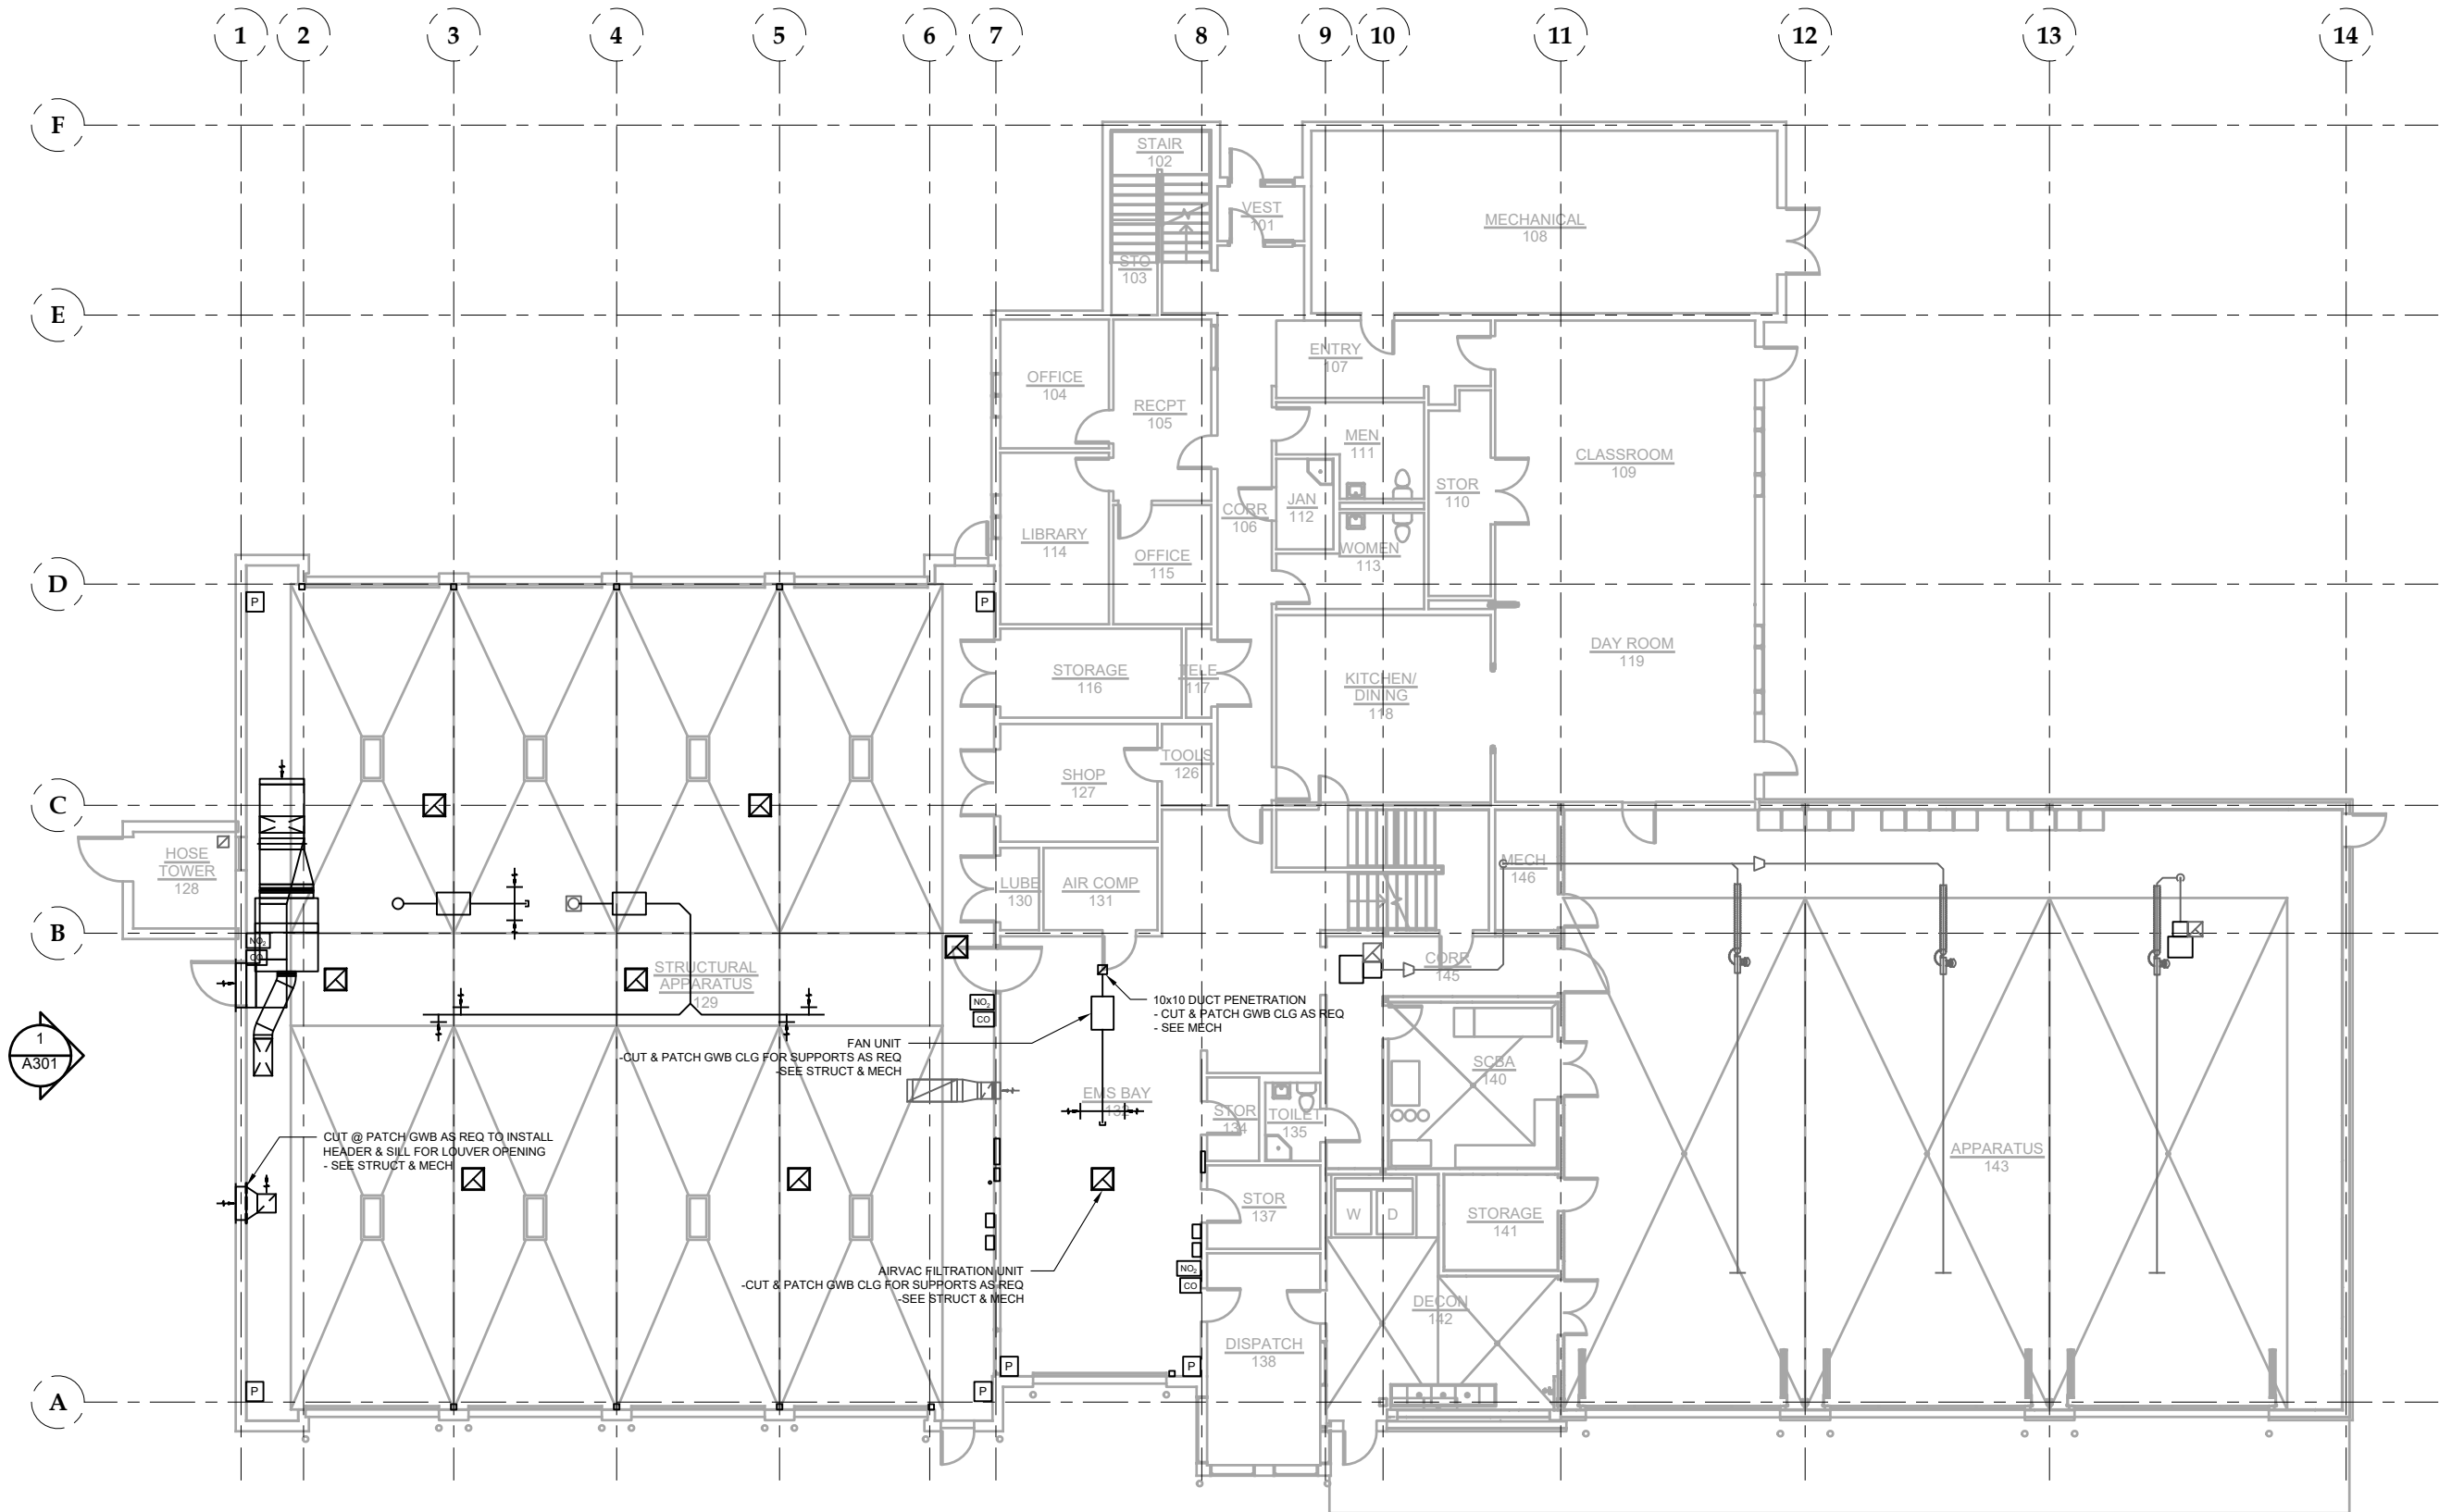 1 2 3 4 5 6 7 8 9 10 11 12 13 14
F
STAIR
102
VEST
101
MECHANICAL
108
STO
103
E
ENTRY
107
OFFICE
104
RECPT
105
MEN
111
CLASSROOM
109
STOR
110
JAN
112
CORR
106
LIBRARY
114
OFFICE
115
WOMEN
113
D
P
P
DAY ROOM
119
STORAGE
116
TELE
117
KITCHEN/
DINING
118
TOOLS
126
SHOP
127
C
HOSE
TOWER
128
MECH
146
LUBE
130
AIR COMP
131
B
NO2
CO
STRUCTURAL
APPARATUS
129
CORR
145
NO2
CO
10x10 DUCT PENETRATION
- CUT & PATCH GWB CLG AS REQ
- SEE MECH
1
A301
FAN UNIT
-CUT & PATCH GWB CLG FOR SUPPORTS AS REQ
-SEE STRUCT & MECH
SCBA
140
EMS BAY
STOR
134
TOILET
135
CUT @ PATCH GWB AS REQ TO INSTALL
HEADER & SILL FOR LOUVER OPENING
- SEE STRUCT & MECH
APPARATUS
143
STOR
137
W D
STORAGE
141
AIRVAC FILTRATION UNIT
-CUT & PATCH GWB CLG FOR SUPPORTS AS REQ
-SEE STRUCT & MECH
NO2
CO
DECON
142
DISPATCH
138
P
P
P
P
A